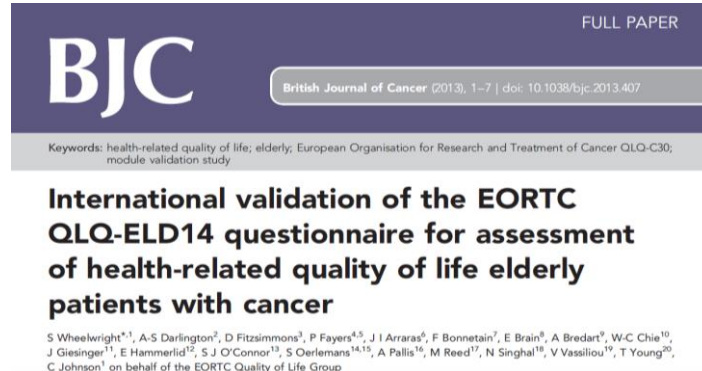 FULL PAPER
BJC
British Journal of Cancer (2013), 1–7 | doi: 10.1038/bjc.2013.407
Keywords: health-related quality of life; elderly; European Organisation for Research and Treatment of Cancer QLQ-C30;
module validation study
International validation of the EORTC
QLQ-ELD14 questionnaire for assessment
of health-related quality of life elderly
patients with cancer
S Wheelwright*,1, A-S Darlington2, D Fitzsimmons3, P Fayers4,5, J I Arraras6, F Bonnetain7, E Brain8, A Bredart9, W-C Chie10,
J Giesinger11, E Hammerlid12, S J O'Connor13, S Oerlemans14,15, A Pallis16, M Reed17, N Singhal18, V Vassiliou19, T Young20,
C Johnson1 on behalf of the EORTC Quality of Life Group